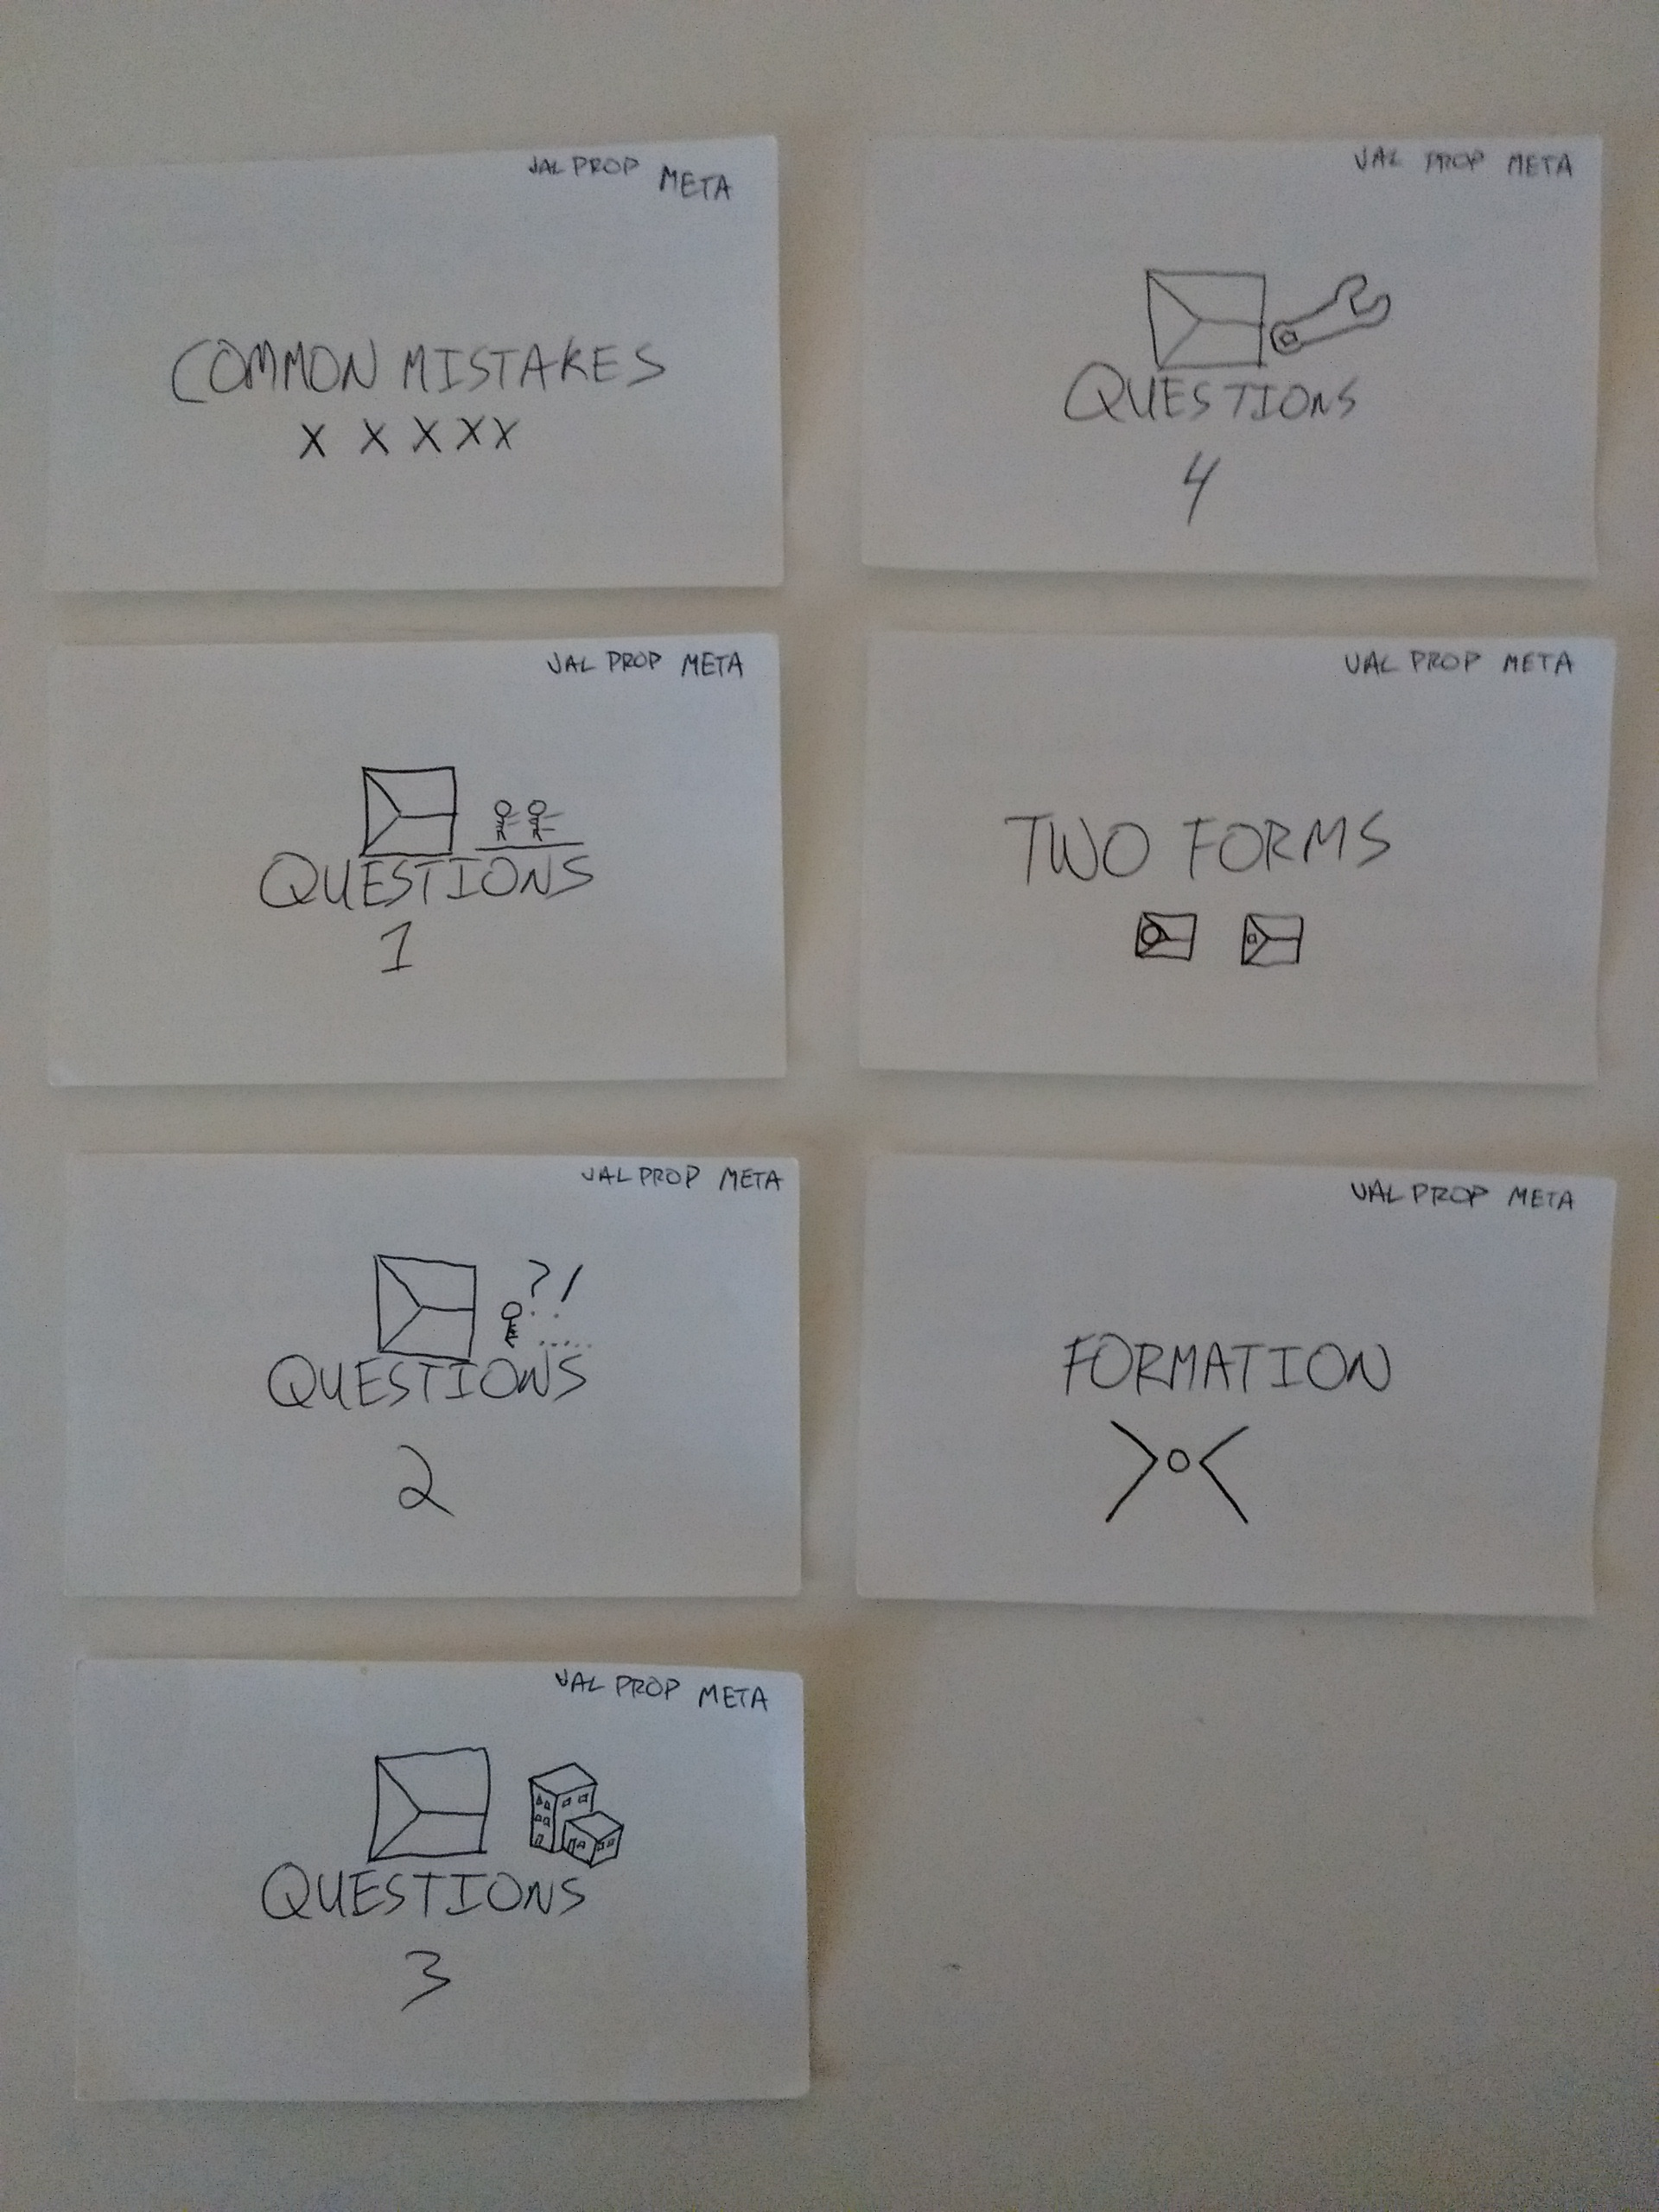 VAL PROP META
COMMON MISTAKES
X X X X X
VAL PROP META
QUESTIONS
1
VAL PROP META
?!
QUESTIONS
2
VAL PROP META
QUESTIONS
3
VAL PROP META
QUESTIONS
4
VAL PROP META
TWO FORMS
VAL PROP META
FORMATION